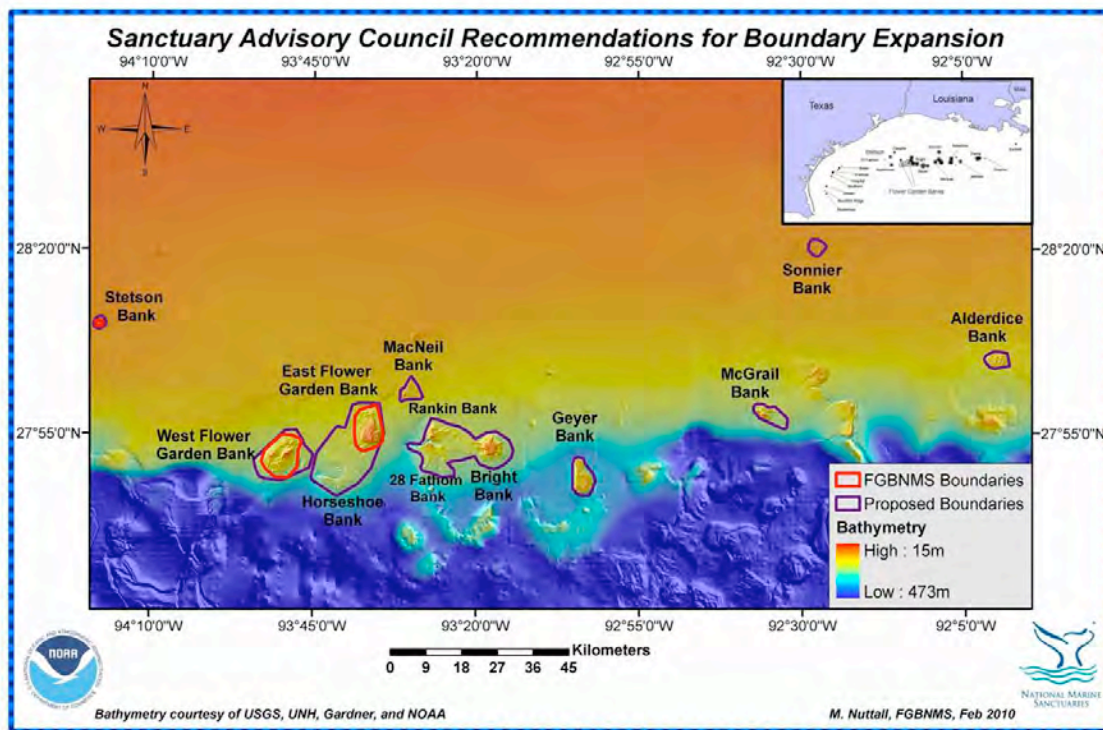 Sanctuary Advisory Council Recommendations for Boundary Expansion
94°10'0"W 93°45'0"W 93°20'0"W 92°55'0"W 92°30'0"W 92°5'0"W
N
W E
S
Texas
Louisiana
Flower Garden Banks
28°20'0"N
28°20'0"N
Sonnier
Bank
Stetson
Bank
Alderdice
Bank
MacNeil
Bank
East Flower
Garden Bank
McGrail
Bank
Rankin Bank
Geyer
Bank
27°55'0"N
27°55'0"N
West Flower
Garden Bank
28 Fathom
Bank
Bright
Bank
Horseshoe
Bank
FGBNMS Boundaries
Proposed Boundaries
Bathymetry
High : 15m
Low : 473m
94°10'0"W 93°45'0"W 93°20'0"W 92°55'0"W 92°30'0"W 92°5'0"W
Kilometers
0 9 18 27 36 45
NOAA
NATIONAL MARINE
SANCTUARIES
Bathymetry courtesy of USGS, UNH, Gardner, and NOAA
M. Nuttall, FGBNMS, Feb 2010